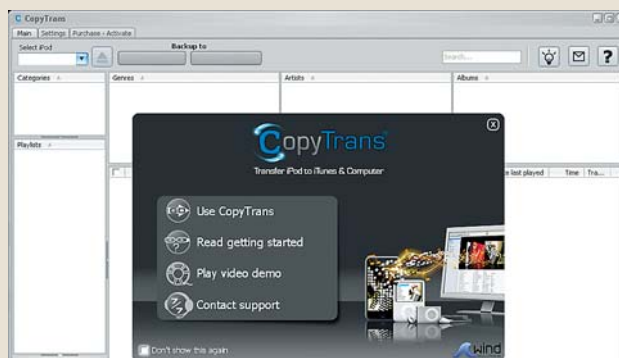 CopyTrans
Main Settings Purchase - Activate
Select iPod
Backup to
Search...
?
Categories
Genres
Artists
Albums
Playlists
CopyTrans
Transfer iPod to iTunes & Computer
last played Time Tra...
Use CopyTrans
Read getting started
Play video demo
Contact support
Don't show this again
wind